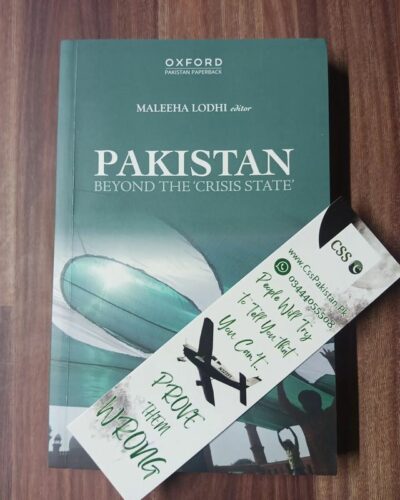 OXFORD
PAKISTAN PAPERBACK
MALEEHA LODHI editor
PAKISTAN
BEYOND THE 'CRISIS STATE'
CSS
www.CssPakistan.Pk
03444055508
People Will Try
To Tell You That
You Can't..
PROVE
THEM
WRONG